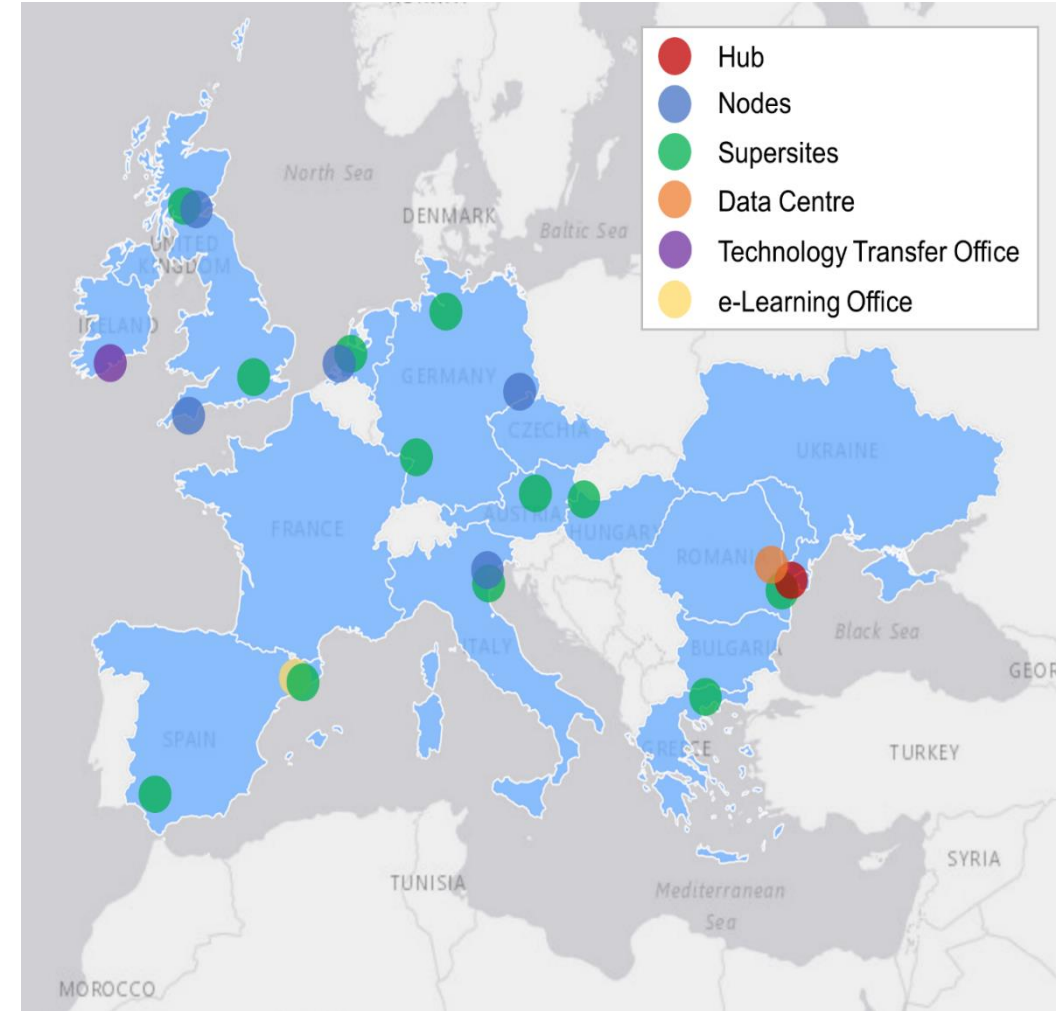 Hub
Nodes
Supersites
Data Centre
Technology Transfer Office
e-Learning Office
North Sea
DENMARK
Baltic Sea
UNITED
KINGDOM
IRELAND
GERMANY
CZECHIA
UKRAINE
FRANCE
AUSTRIA
HUNGARY
ROMANIA
ITALY
BULGARIA
Black Sea
GEOR
SPAIN
GREECE
TURKEY
SYRIA
TUNISIA
Mediterranean
Sea
MOROCCO